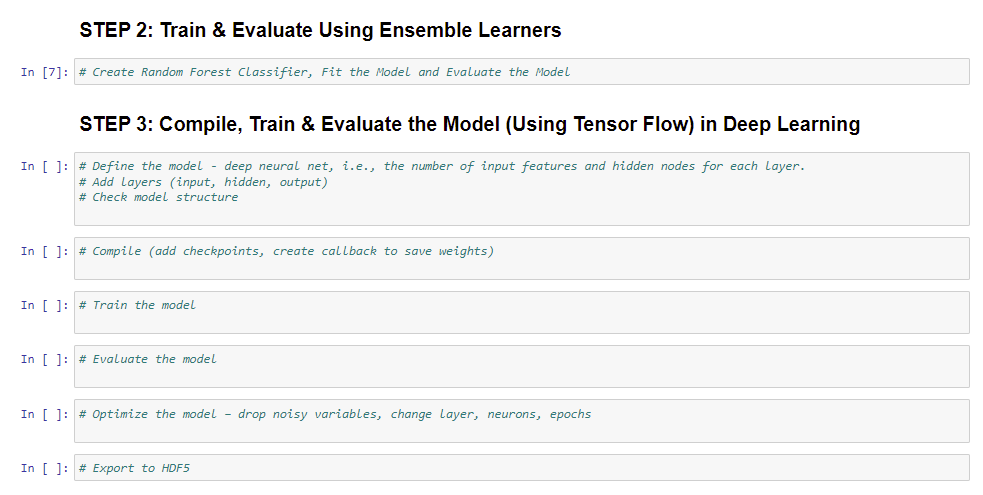 STEP 2: Train & Evaluate Using Ensemble Learners
In [7]: # Create Random Forest Classifier, Fit the Model and Evaluate the Model
STEP 3: Compile, Train & Evaluate the Model (Using Tensor Flow) in Deep Learning
In [ ]: # Define the model - deep neural net, i.e., the number of input features and hidden nodes for each layer.
# Add layers (input, hidden, output)
# Check model structure
In [ ]: # Compile (add checkpoints, create callback to save weights)
In [ ]: # Train the model
In [ ]: # Evaluate the model
In [ ]: # Optimize the model – drop noisy variables, change layer, neurons, epochs
In [ ]: # Export to HDF5